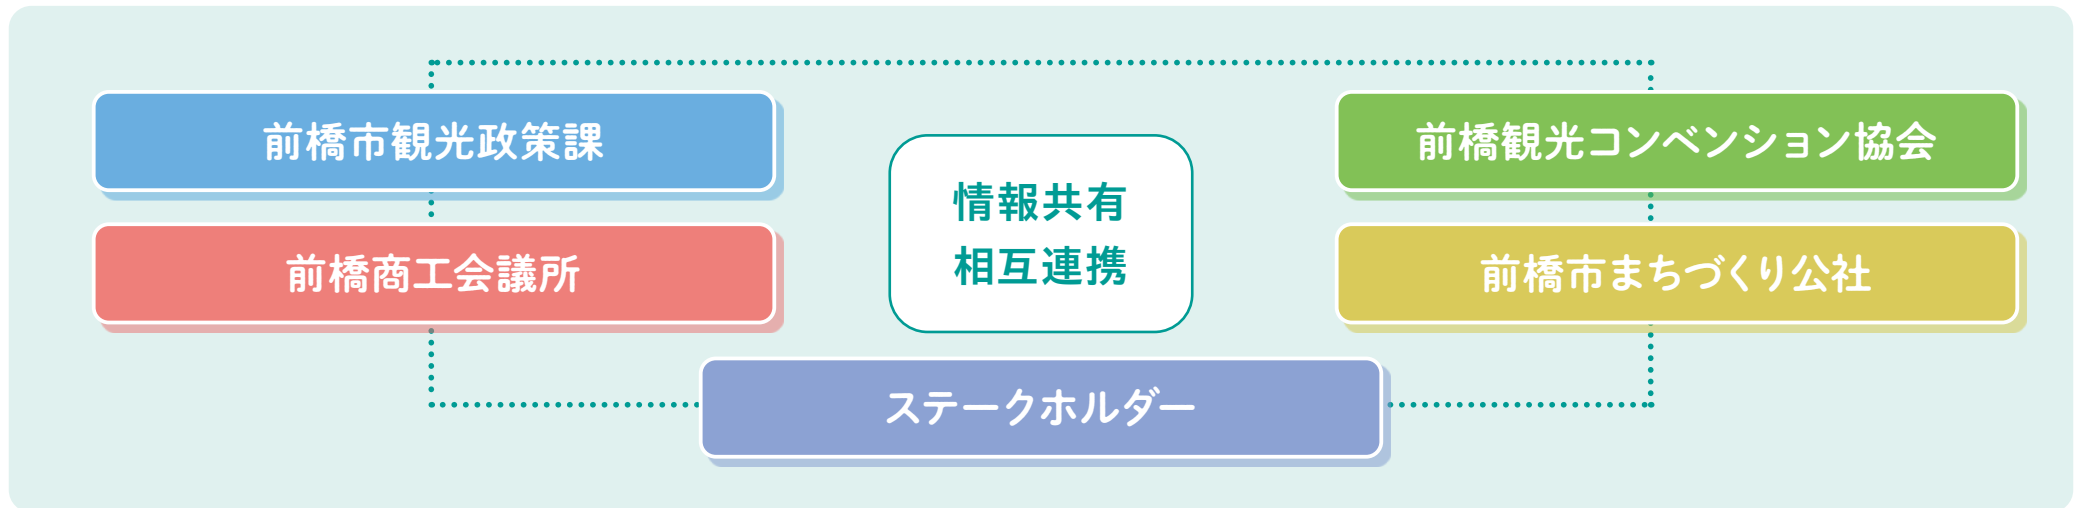 前橋市観光政策課
前橋観光コンベンション協会
情報共有
相互連携
前橋商工会議所
前橋市まちづくり公社
ステークホルダー